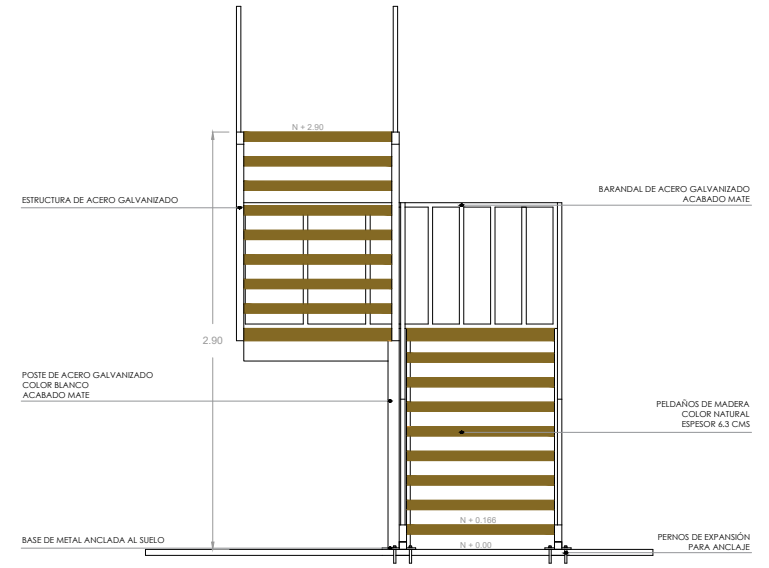 N + 2.90
ESTRUCTURA DE ACERO GALVANIZADO
BARANDAL DE ACERO GALVANIZADO
ACABADO MATE
2.90
POSTE DE ACERO GALVANIZADO
COLOR BLANCO
ACABADO MATE
PELDAÑOS DE MADERA
COLOR NATURAL
ESPESOR 6.3 CMS
N + 0.166
BASE DE METAL ANCLADA AL SUELO
N + 0.00
PERNOS DE EXPANSIÓN
PARA ANCLAJE